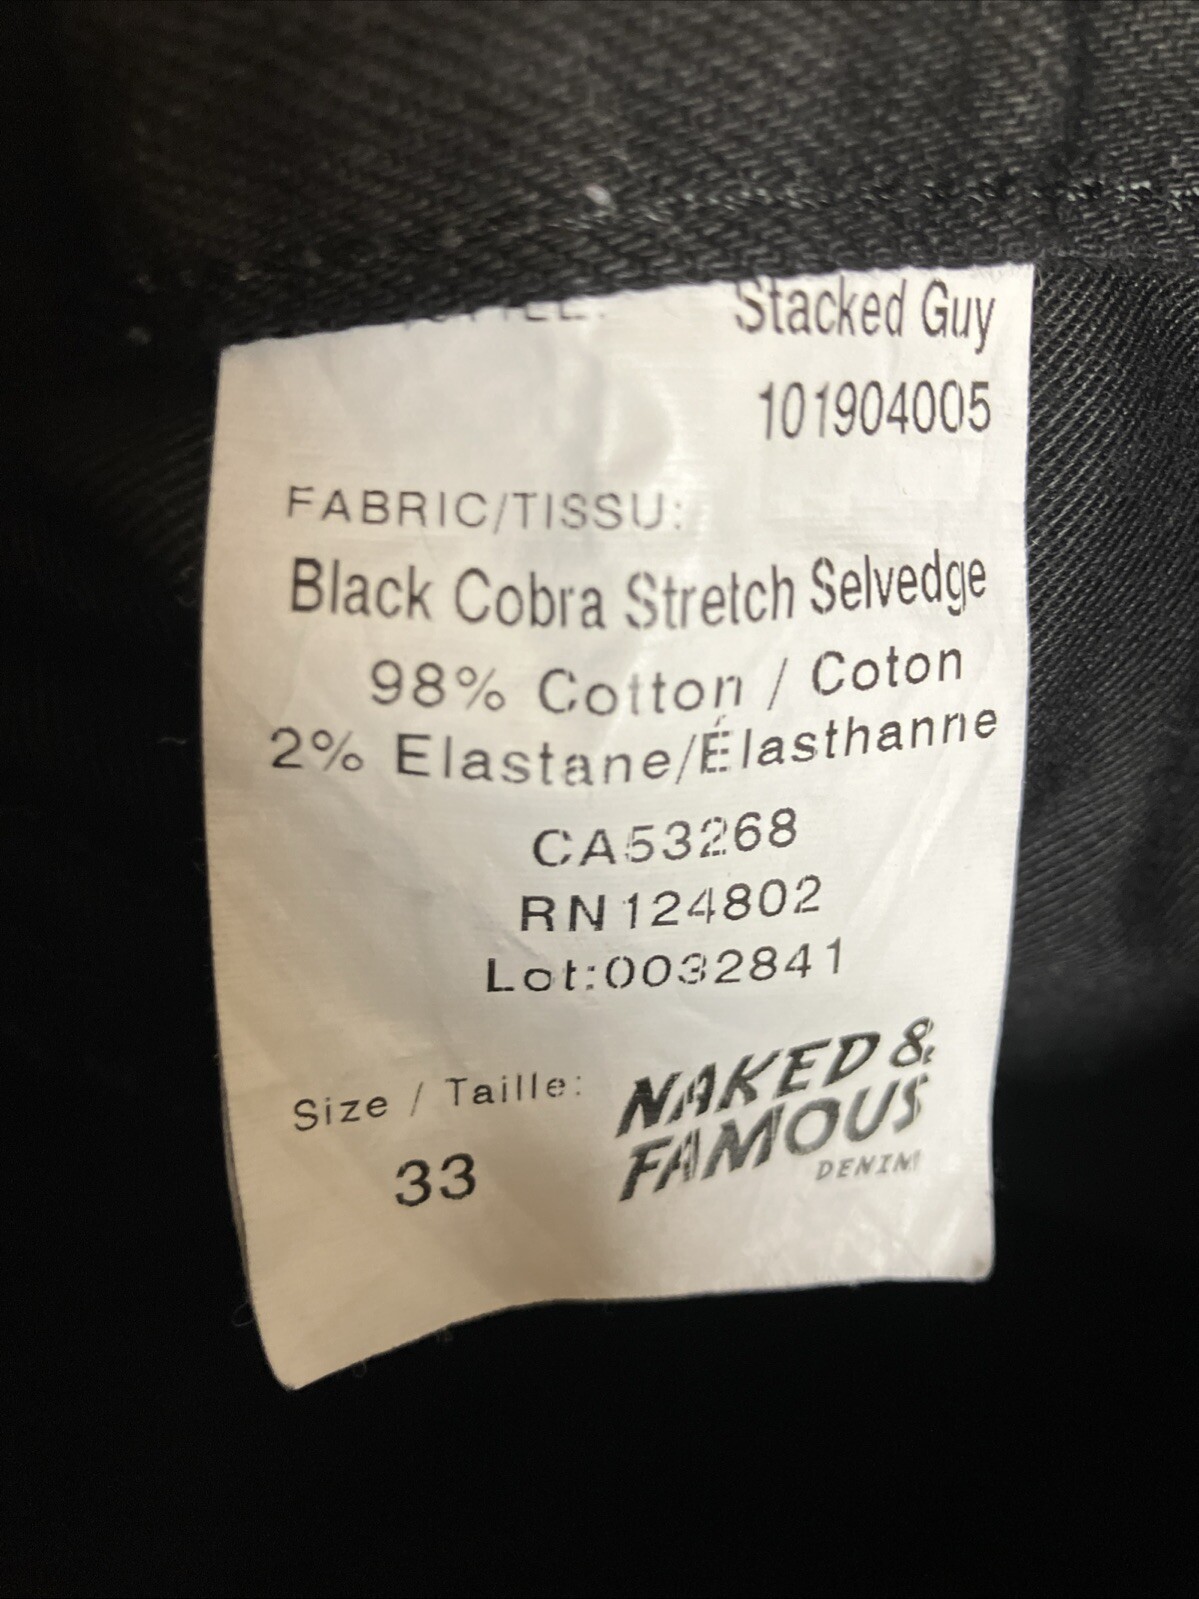 Stacked Guy
101904005
FABRIC/TISSU:
Black Cobra Stretch Selvedge
98% Cotton / Coton
2% Elastane/Élasthanne
CA53268
RN124802
Lot:0032841
Size / Taille:
33
NAKED &
FAMOUS
DENIM